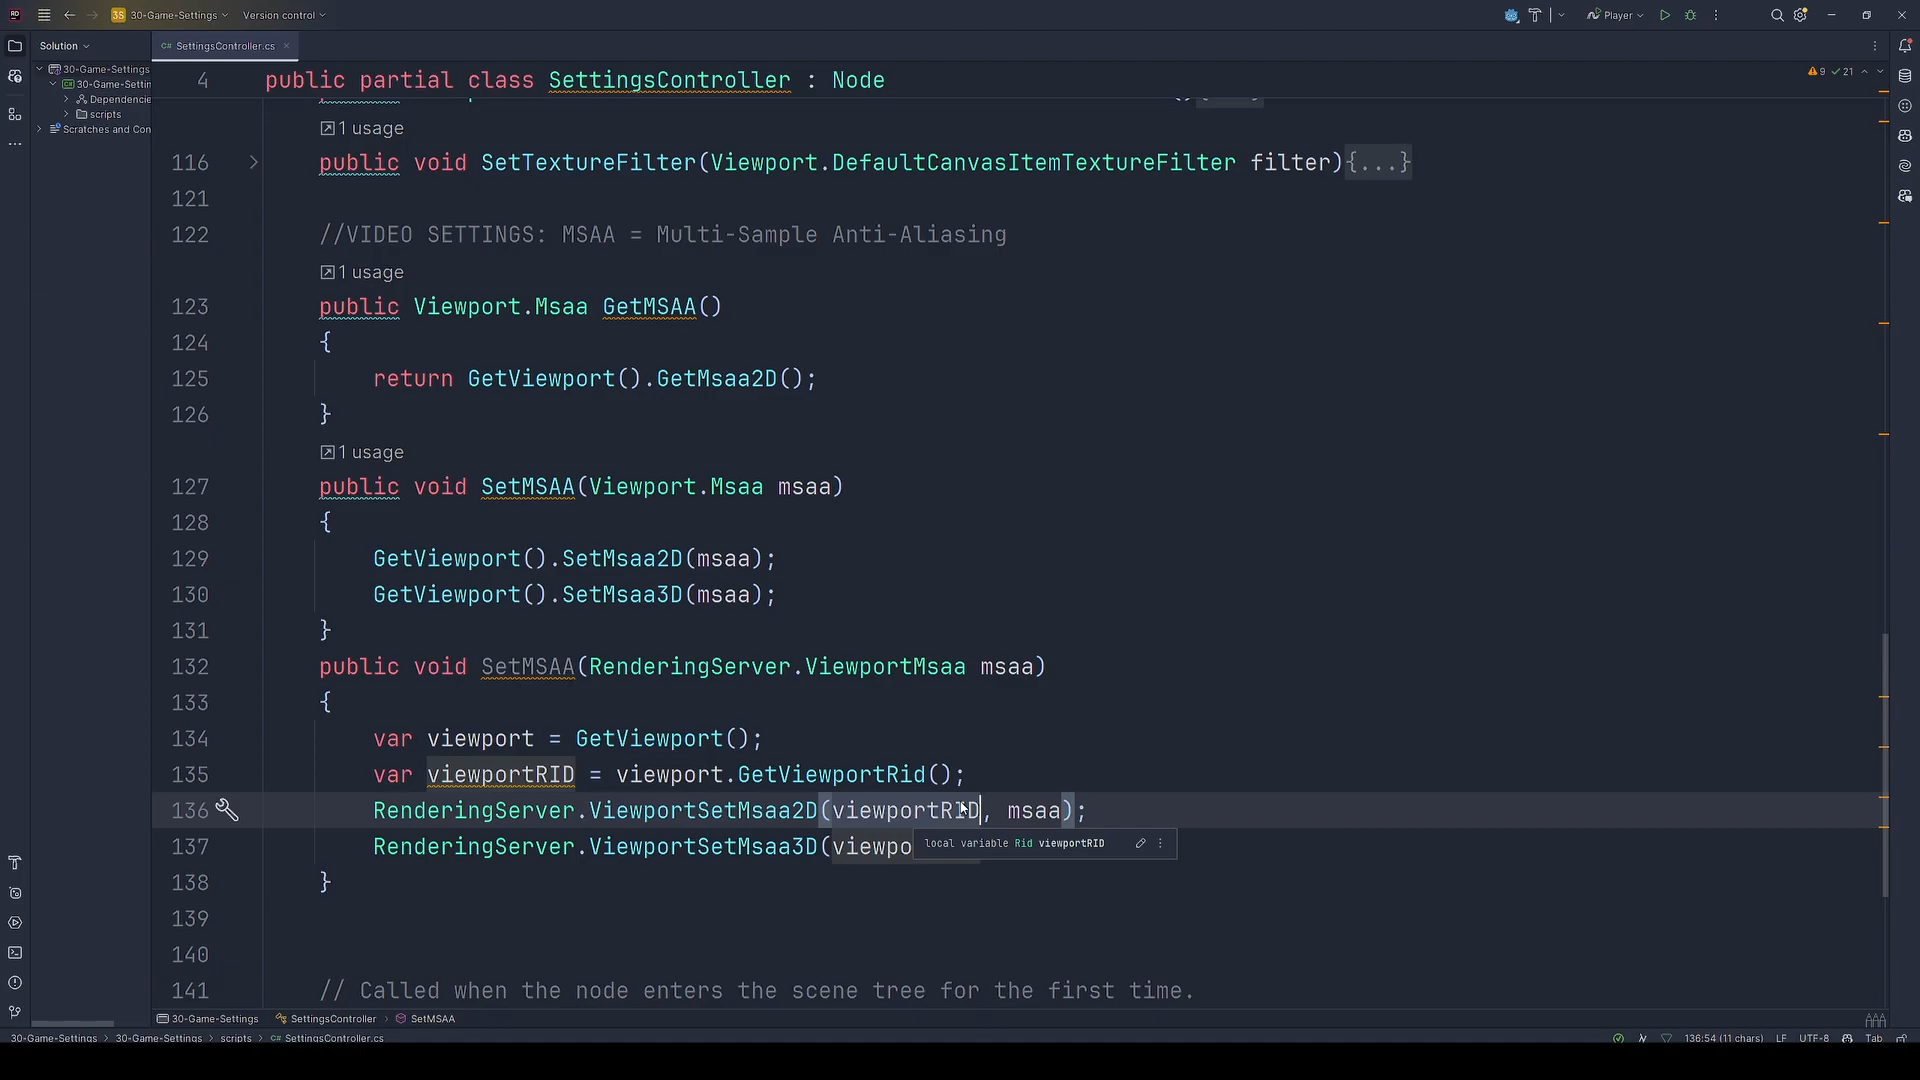 30-Game-Settings Version control Player
Solution SettingsController.cs
30-Game-Settings
30-Game-Settin
Dependencie
scripts
Scratches and Con
4 public partial class SettingsController : Node
9 21
1 usage
116 public void SetTextureFilter(Viewport.DefaultCanvasItemTextureFilter filter){...}
121
122 //VIDEO SETTINGS: MSAA = Multi-Sample Anti-Aliasing
1 usage
123 public Viewport.Msaa GetMSAA()
124 {
125 return GetViewport().GetMsaa2D();
126 }
1 usage
127 public void SetMSAA(Viewport.Msaa msaa)
128 {
129 GetViewport().SetMsaa2D(msaa);
130 GetViewport().SetMsaa3D(msaa);
131 }
132 public void SetMSAA(RenderingServer.ViewportMsaa msaa)
133 {
134 var viewport = GetViewport();
135 var viewportRID = viewport.GetViewportRid();
136 RenderingServer.ViewportSetMsaa2D(viewportRID, msaa);
137 RenderingServer.ViewportSetMsaa3D(viewpo
local variable Rid viewportRID
138 }
139
140
141 // Called when the node enters the scene tree for the first time.
30-Game-Settings SettingsController SetMSAA
30-Game-Settings 30-Game-Settings scripts C# SettingsController.cs 136:54 (11 chars) LF UTF-8 Tab